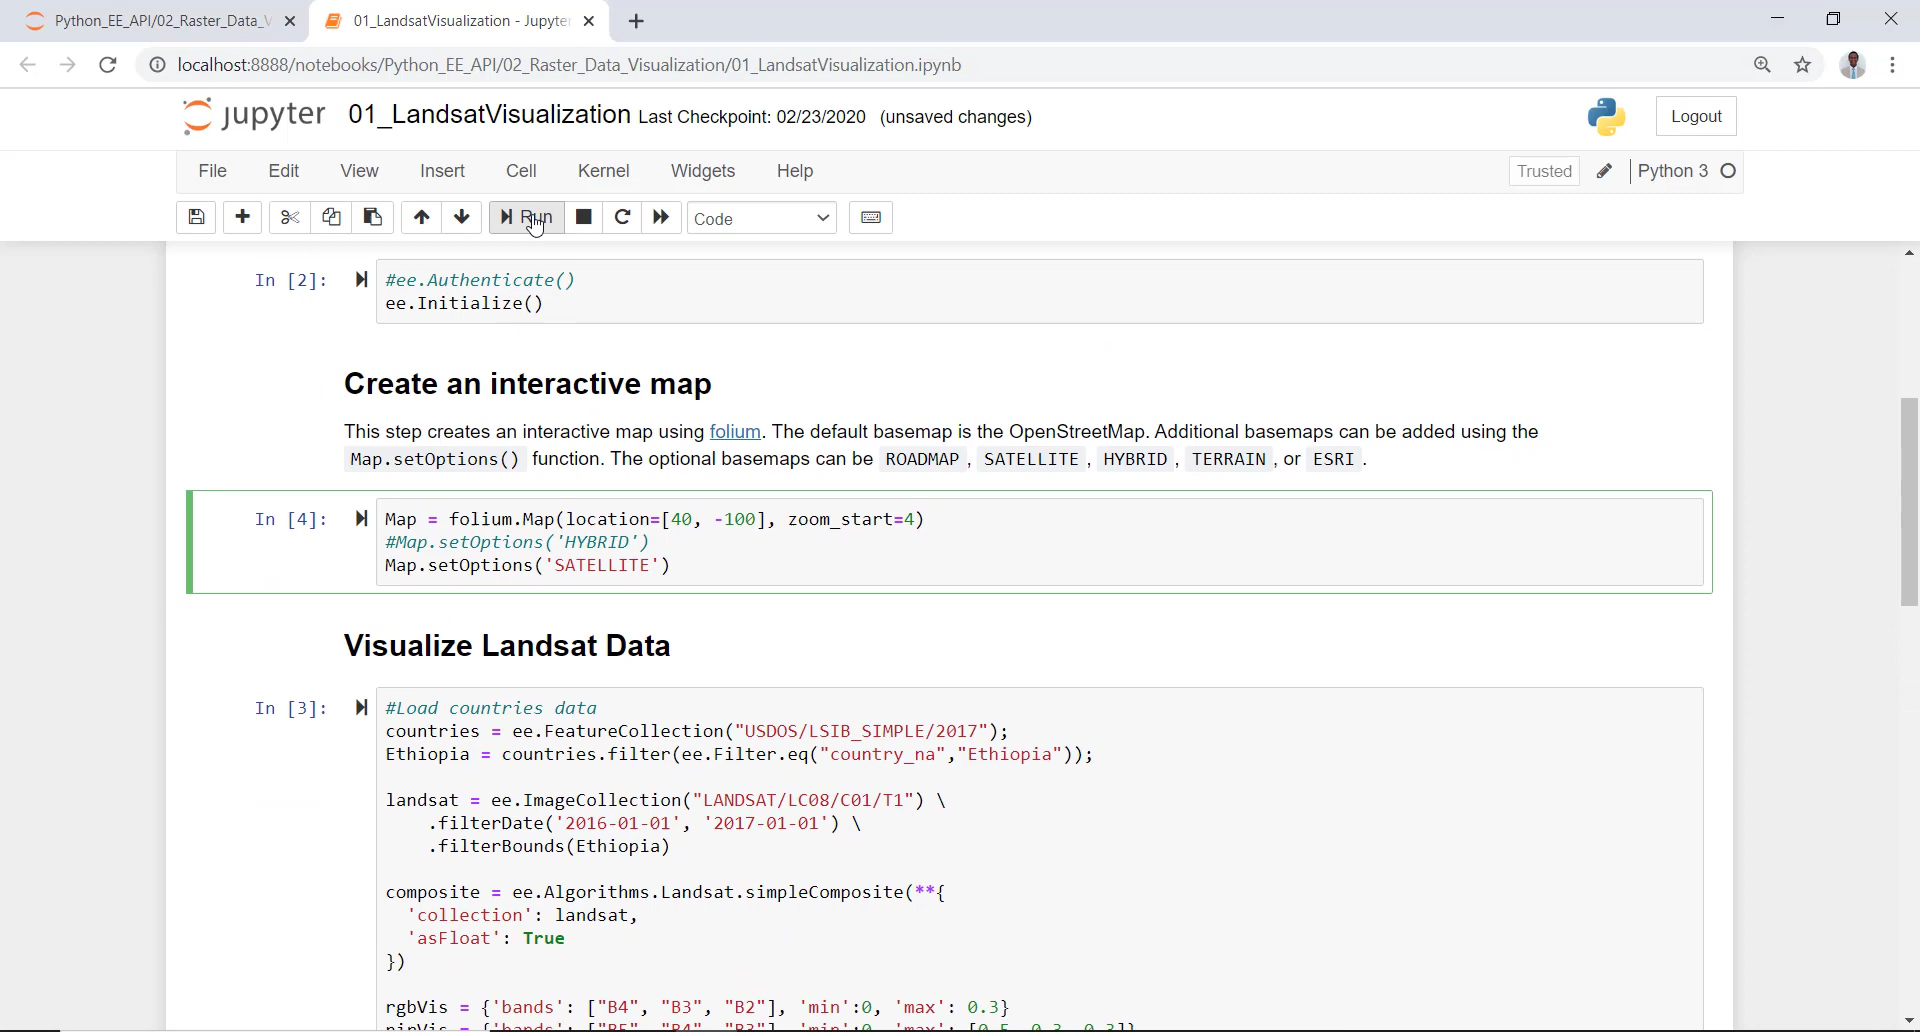 Python_EE_API/02_Raster_Data_V
01_LandsatVisualization - Jupyter
localhost:8888/notebooks/Python_EE_API/02_Raster_Data_Visualization/01_LandsatVisualization.ipynb
jupyter 01_LandsatVisualization Last Checkpoint: 02/23/2020 (unsaved changes)
Logout
File Edit View Insert Cell Kernel Widgets Help
Trusted Python 3
Run Code
In [2]: #ee.Authenticate()
ee.Initialize()
Create an interactive map
This step creates an interactive map using folium. The default basemap is the OpenStreetMap. Additional basemaps can be added using the
Map.setOptions() function. The optional basemaps can be ROADMAP , SATELLITE , HYBRID , TERRAIN , or ESRI .
In [4]: Map = folium.Map(location=[40, -100], zoom_start=4)
#Map.setOptions('HYBRID')
Map.setOptions('SATELLITE')
Visualize Landsat Data
In [3]: #Load countries data
countries = ee.FeatureCollection("USDOS/LSIB_SIMPLE/2017");
Ethiopia = countries.filter(ee.Filter.eq("country_na","Ethiopia"));
landsat = ee.ImageCollection("LANDSAT/LC08/C01/T1") \
.filterDate('2016-01-01', '2017-01-01') \
.filterBounds(Ethiopia)
composite = ee.Algorithms.Landsat.simpleComposite(**{
'collection': landsat,
'asFloat': True
})
rgbVis = {'bands': ["B4", "B3", "B2"], 'min':0, 'max': 0.3}